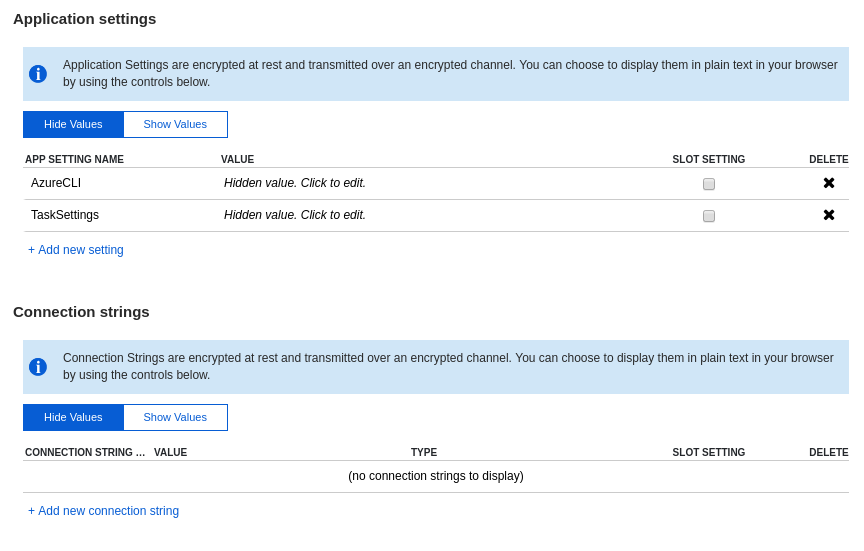 Application settings
Application Settings are encrypted at rest and transmitted over an encrypted channel. You can choose to display them in plain text in your browser
by using the controls below.
Hide Values Show Values
APP SETTING NAME VALUE SLOT SETTING DELETE
AzureCLI Hidden value. Click to edit.
TaskSettings Hidden value. Click to edit.
+ Add new setting
Connection strings
Connection Strings are encrypted at rest and transmitted over an encrypted channel. You can choose to display them in plain text in your browser
by using the controls below.
Hide Values Show Values
CONNECTION STRING ... VALUE TYPE SLOT SETTING DELETE
(no connection strings to display)
+ Add new connection string